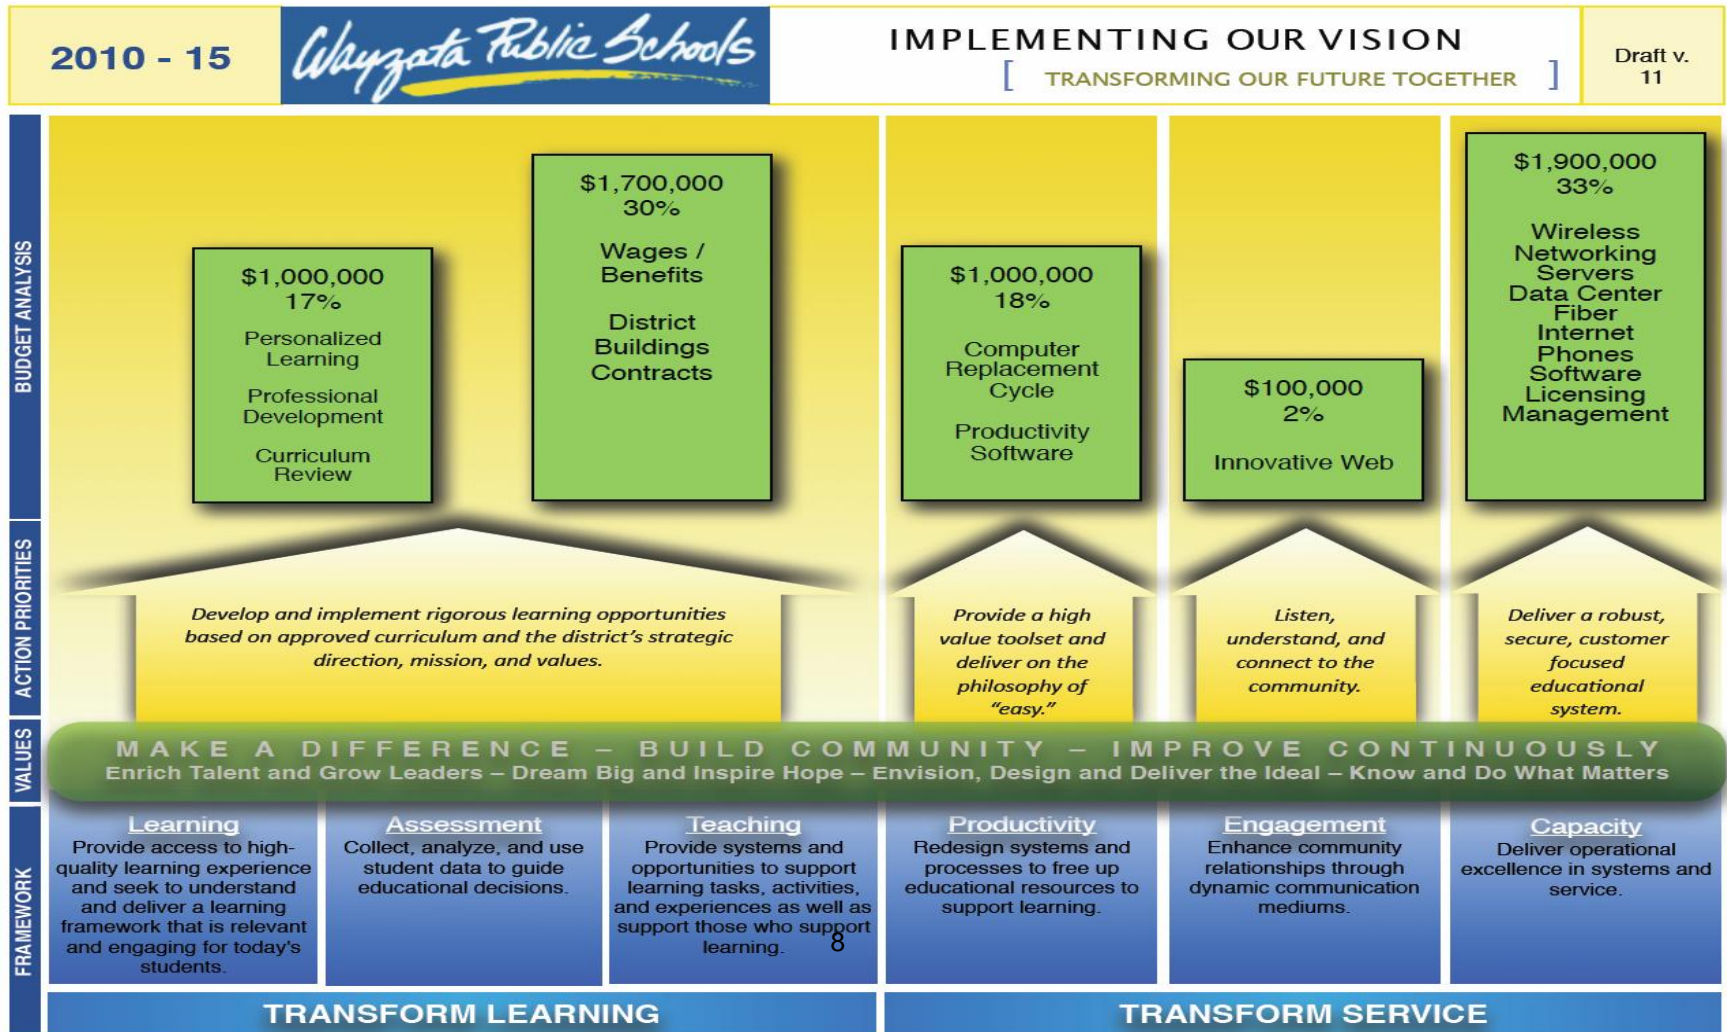 2010 - 15
Wayzata Public Schools
IMPLEMENTING OUR VISION
[ TRANSFORMING OUR FUTURE TOGETHER ]
Draft v.
11
BUDGET ANALYSIS
$1,000,000
17%
Personalized
Learning
Professional
Development
Curriculum
Review
$1,700,000
30%
Wages /
Benefits
District
Buildings
Contracts
$1,000,000
18%
Computer
Replacement
Cycle
Productivity
Software
$100,000
2%
Innovative Web
$1,900,000
33%
Wireless
Networking
Servers
Data Center
Fiber
Internet
Phones
Software
Licensing
Management
ACTION PRIORITIES
Develop and implement rigorous learning opportunities
based on approved curriculum and the district’s strategic
direction, mission, and values.
Provide a high
value toolset and
deliver on the
philosophy of
“easy.”
Listen,
understand, and
connect to the
community.
Deliver a robust,
secure, customer
focused
educational
system.
VALUES
MAKE A DIFFERENCE – BUILD COMMUNITY – IMPROVE CONTINUOUSLY
Enrich Talent and Grow Leaders – Dream Big and Inspire Hope – Envision, Design and Deliver the Ideal – Know and Do What Matters
FRAMEWORK
Learning
Provide access to high-
quality learning experience
and seek to understand
and deliver a learning
framework that is relevant
and engaging for today's
students.
Assessment
Collect, analyze, and use
student data to guide
educational decisions.
Teaching
Provide systems and
opportunities to support
learning tasks, activities,
and experiences as well as
support those who support
learning.
8
Productivity
Redesign systems and
processes to free up
educational resources to
support learning.
Engagement
Enhance community
relationships through
dynamic communication
mediums.
Capacity
Deliver operational
excellence in systems and
service.
TRANSFORM LEARNING
TRANSFORM SERVICE